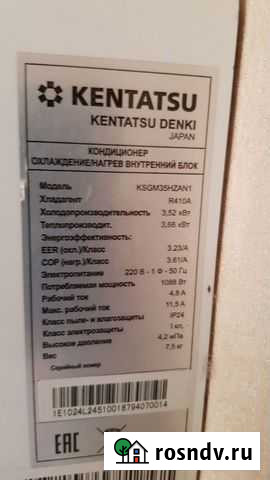 KENTATSU
KENTATSU DENKI
JAPAN
КОНДИЦИОНЕР
ОХЛАЖДЕНИЕ/НАГРЕВ ВНУТРЕННИЙ БЛОК
Модель KSGM35HZAN1
Хладагент R410A
Холодопроизводительность 3,52 кВт
Теплопроизводит. 3,66 кВт
Энергоэффективность:
EER (охл.)/Класс 3.23/A
COP (нагр.)/Класс 3.61/A
Электропитание 220 В - 1 Ф - 50 Гц
Потребляемая мощность 1088 Вт
Рабочий ток 4,8 А
Макс. рабочий ток 11,5 А
Класс пыле- и влагозащиты IP24
Класс электрозащиты 1 кл.
Высокое давление 4,2 мПа
Вес 7,5 кг
Серийный номер
1E1024L24510018794070014
EAC
rosndv.ru